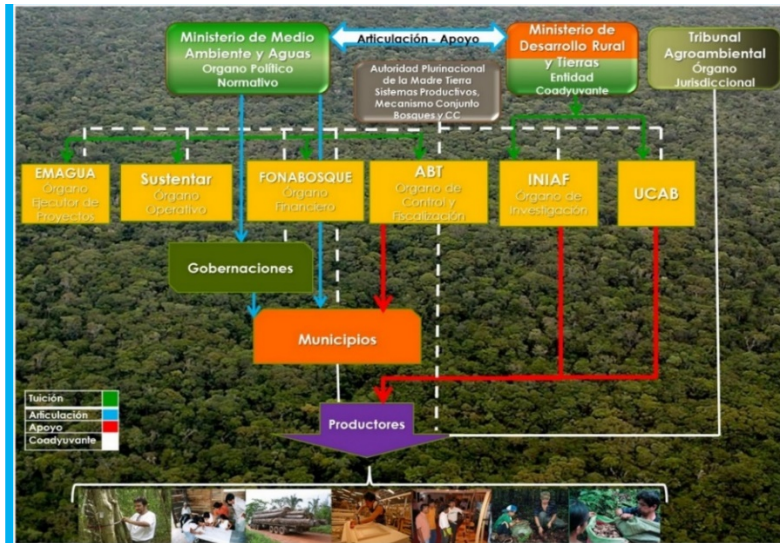 Ministerio de Medio
Ambiente y Aguas
Organo Político
Normativo
Articulación - Apoyo
Ministerio de
Desarrollo Rural
y Tierras
Entidad
Coadyuvante
Tribunal
Agroambiental
Órgano
Jurisdiccional
Autoridad Plurinacional
de la Madre Tierra
Sistemas Productivos,
Mecanismo Conjunto
Bosques y CC
EMAGUA
Órgano
Ejecutor de
Proyectos
Sustentar
Órgano
Operativo
FONABOSQUE
Órgano
Financiero
ABT
Órgano de
Control y
Fiscalización
INIAF
Órgano de
Investigación
UCAB
Gobernaciones
Municipios
Productores
Tuición
Articulación
Apoyo
Coadyuvante